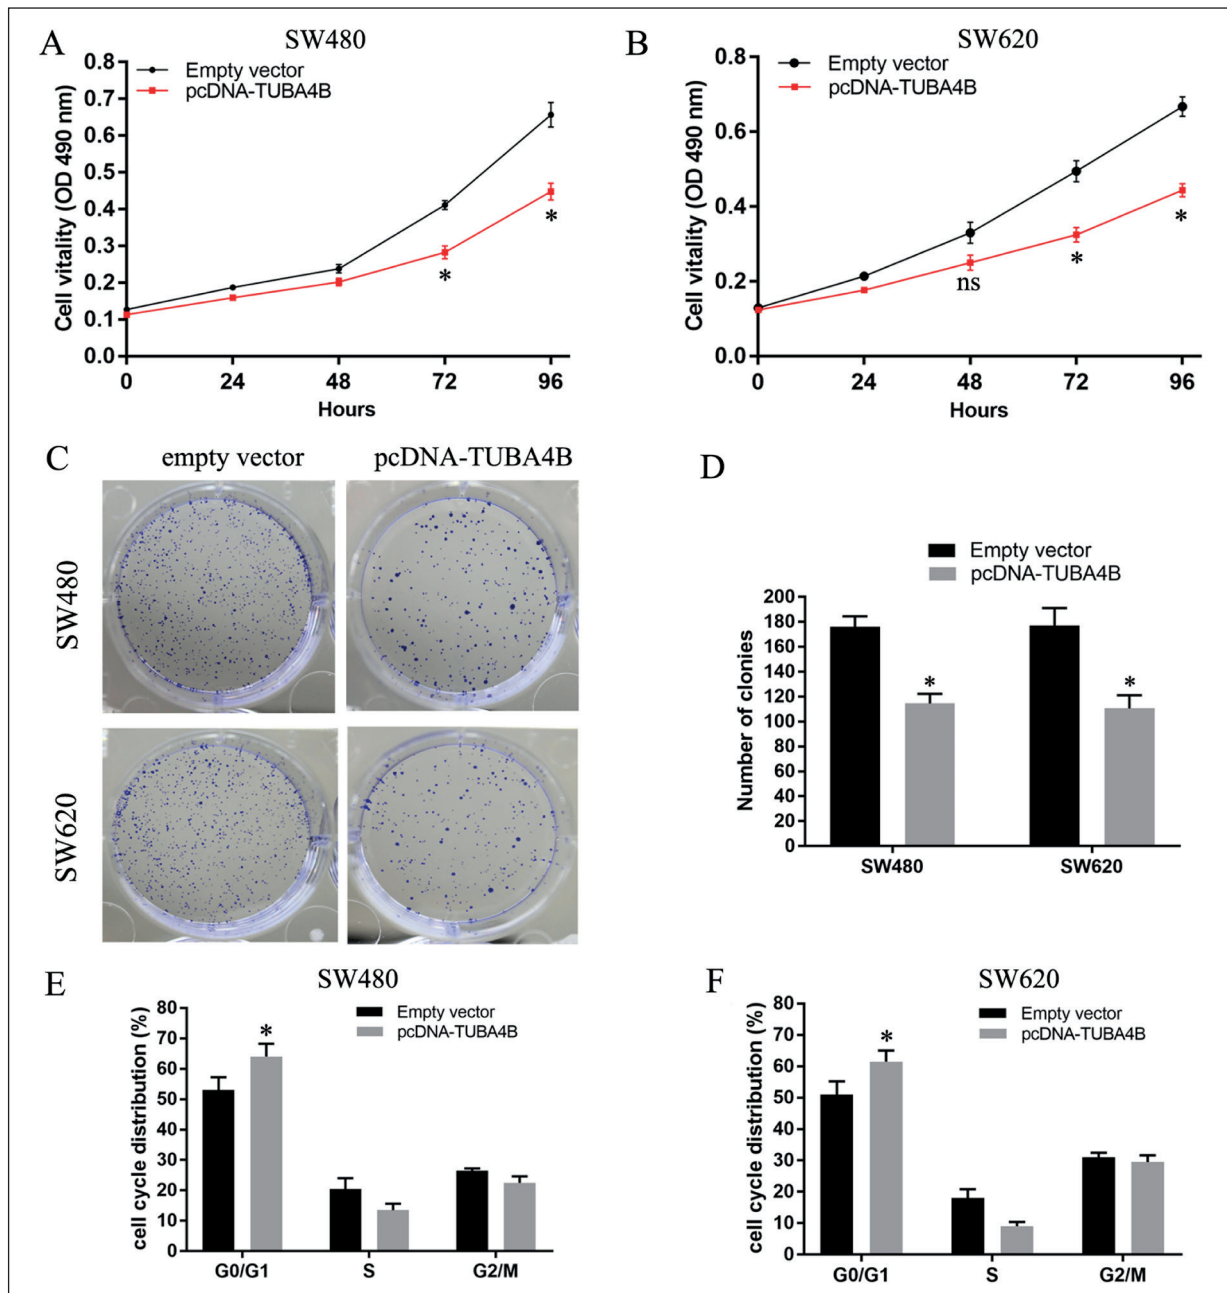 A
SW480
Empty vector
pcDNA-TUBA4B
Cell vitality (OD 490 nm)
0.8
0.7
0.6
0.5
0.4
0.3
0.2
0.1
0.0
*
*
0
24
48
72
96
Hours
B
SW620
Empty vector
pcDNA-TUBA4B
Cell vitality (OD 490 nm)
0.8
0.6
0.4
0.2
0.0
ns
*
*
0
24
48
72
96
Hours
C
empty vector
pcDNA-TUBA4B
SW480
SW620
D
Empty vector
pcDNA-TUBA4B
Number of clonies
200
180
160
140
120
100
80
60
40
20
0
*
*
SW480
SW620
E
SW480
Empty vector
pcDNA-TUBA4B
cell cycle distribution (%)
80
70
60
50
40
30
20
10
0
*
G0/G1
S
G2/M
F
SW620
Empty vector
pcDNA-TUBA4B
cell cycle distribution (%)
80
70
60
50
40
30
20
10
0
*
G0/G1
S
G2/M